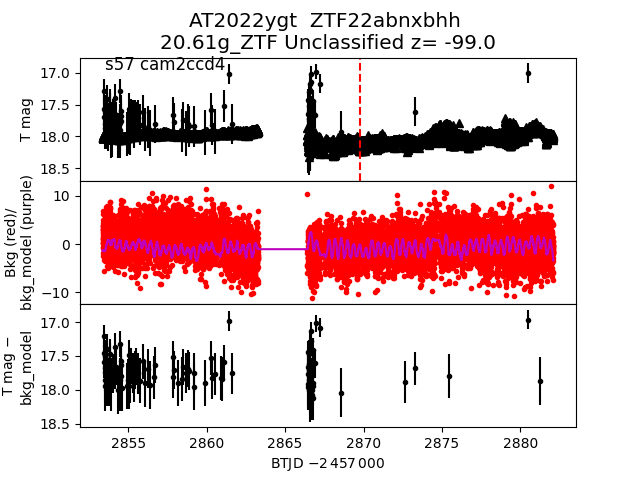 AT2022ygt  ZTF22abnxbhh
20.61g_ZTF Unclassified z= -99.0
s57 cam2ccd4
T mag
17.0
17.5
18.0
18.5
Bkg (red)/
bkg_model (purple)
10
0
−10
T mag −
bkg_model
17.0
17.5
18.0
18.5
2855
2860
2865
2870
2875
2880
BTJD −2 457 000